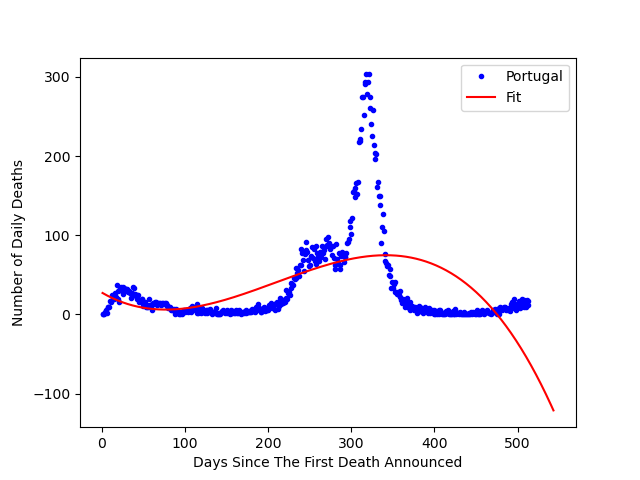 Portugal
Fit
300
200
100
0
−100
0 100 200 300 400 500
Number of Daily Deaths
Days Since The First Death Announced